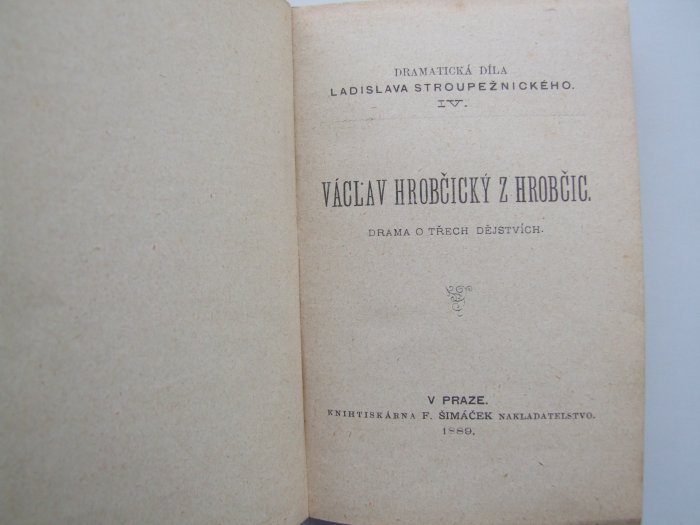 DRAMATICKÁ DÍLA
LADISLAVA STROUPEŽNICKÉHO.
IV.
VÁCLAV HROBČICKÝ Z HROBČIC.
DRAMA O TŘECH DĚJSTVÍCH.
V PRAZE.
KNIHTISKÁRNA F. ŠIMÁČEK NAKLADATELSTVO.
1889.